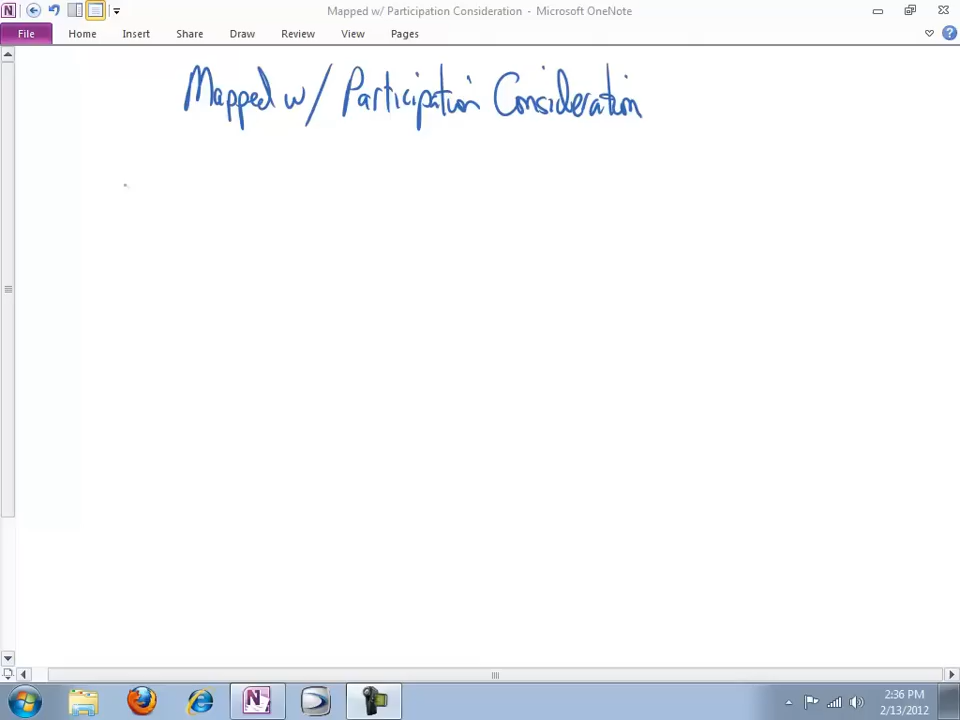 Mapped w/ Participation Consideration - Microsoft OneNote
File Home Insert Share Draw Review View Pages
Mapped w/ Participation Consideration
2:36 PM
2/13/2012